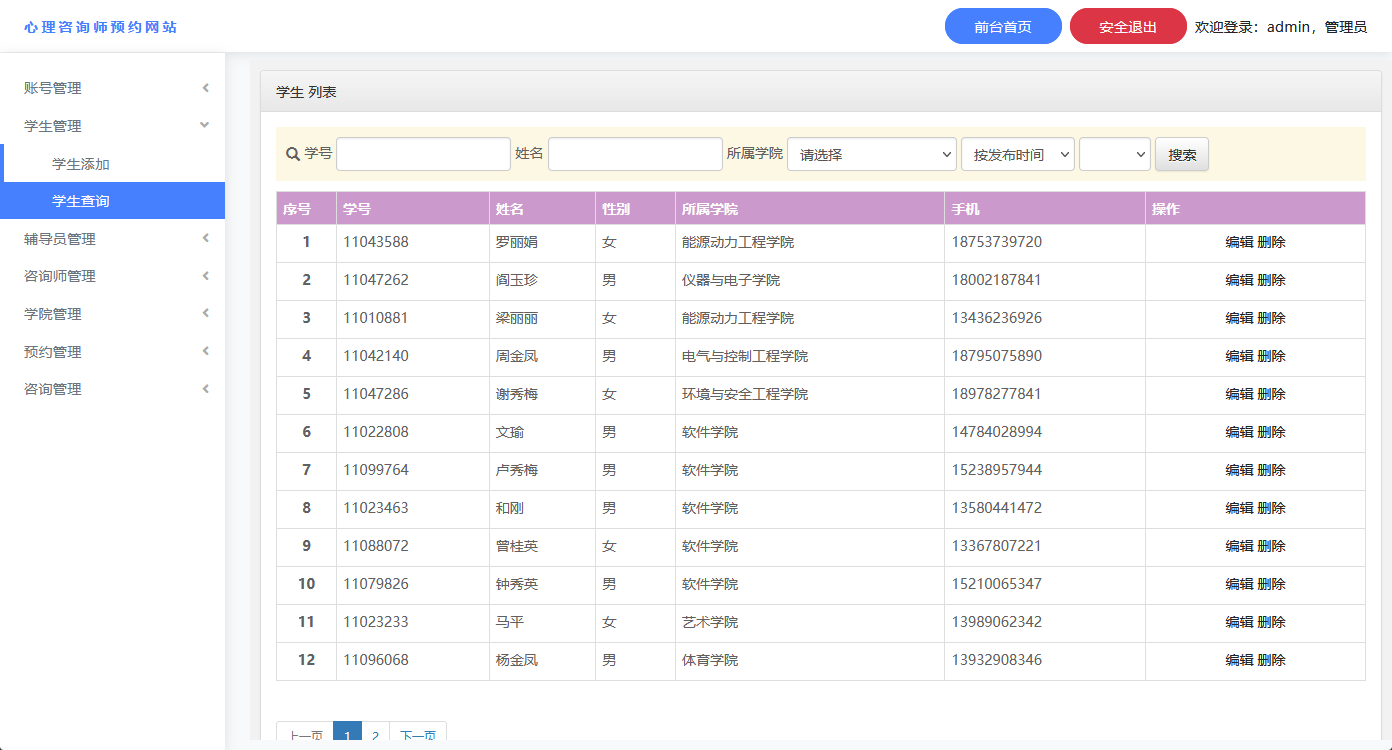 心理咨询师预约网站
前台首页 安全退出 欢迎登录：admin，管理员
账号管理
学生管理
学生添加
学生查询
辅导员管理
咨询师管理
学院管理
预约管理
咨询管理
学生 列表
学号 姓名 所属学院 请选择 按发布时间 搜索
序号 学号 姓名 性别 所属学院 手机 操作
1 11043588 罗丽娟 女 能源动力工程学院 18753739720 编辑 删除
2 11047262 阎玉珍 男 仪器与电子学院 18002187841 编辑 删除
3 11010881 梁丽丽 女 能源动力工程学院 13436236926 编辑 删除
4 11042140 周金凤 男 电气与控制工程学院 18795075890 编辑 删除
5 11047286 谢秀梅 女 环境与安全工程学院 18978277841 编辑 删除
6 11022808 文瑜 男 软件学院 14784028994 编辑 删除
7 11099764 卢秀梅 男 软件学院 15238957944 编辑 删除
8 11023463 和刚 男 软件学院 13580441472 编辑 删除
9 11088072 曾桂英 女 软件学院 13367807221 编辑 删除
10 11079826 钟秀英 男 软件学院 15210065347 编辑 删除
11 11023233 马平 女 艺术学院 13989062342 编辑 删除
12 11096068 杨金凤 男 体育学院 13932908346 编辑 删除
上一页 1 2 下一页